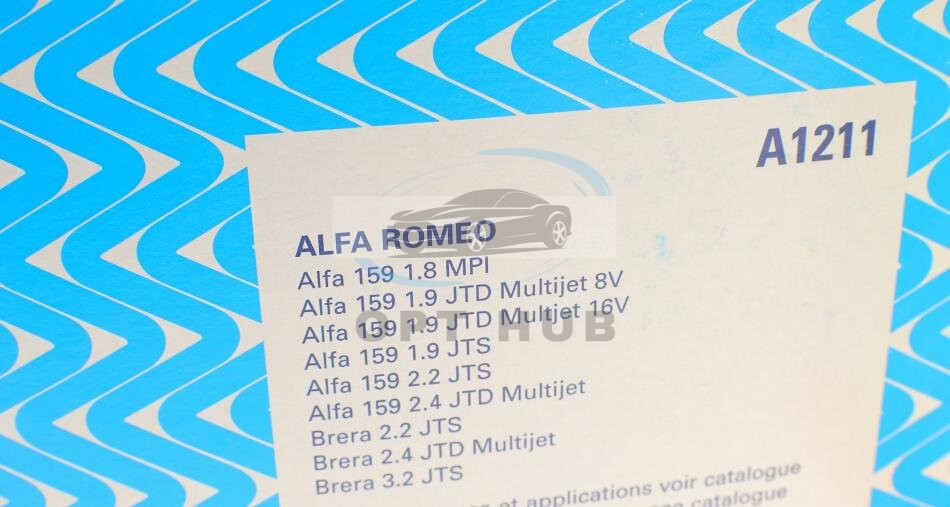 A1211
ALFA ROMEO
Alfa 159 1.8 MPI
Alfa 159 1.9 JTD Multijet 8V
Alfa 159 1.9 JTD Multijet 16V
Alfa 159 1.9 JTS
Alfa 159 2.2 JTS
Alfa 159 2.4 JTD Multijet
Brera 2.2 JTS
Brera 2.4 JTD Multijet
Brera 3.2 JTS
et applications voir catalogue
catalogue
OPT HUB